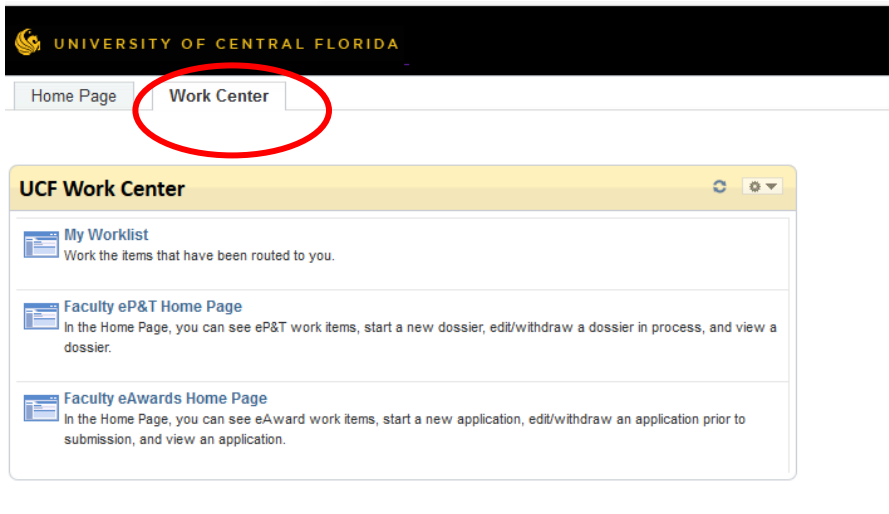 UNIVERSITY OF CENTRAL FLORIDA
Home Page
Work Center
UCF Work Center
My Worklist
Work the items that have been routed to you.
Faculty eP&T Home Page
In the Home Page, you can see eP&T work items, start a new dossier, edit/withdraw a dossier in process, and view a
dossier.
Faculty eAwards Home Page
In the Home Page, you can see eAward work items, start a new application, edit/withdraw an application prior to
submission, and view an application.